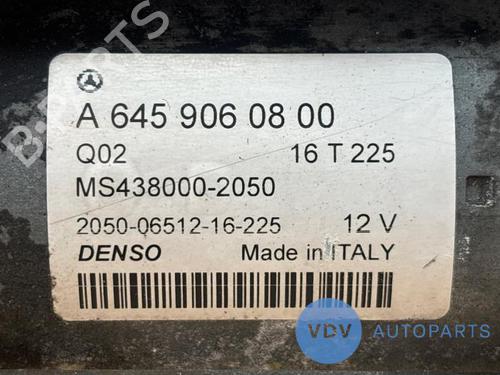 B-PARTS
A 645 906 08 00
Q02 16 T 225
MS438000-2050
2050-06512-16-225 12 V
DENSO Made in ITALY
VDV AUTOPARTS